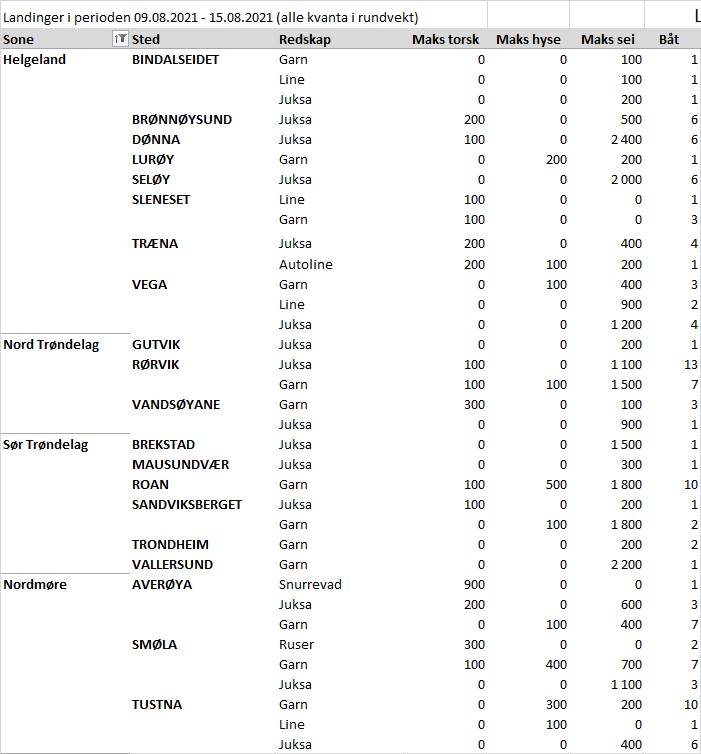 Landinger i perioden 09.08.2021 - 15.08.2021 (alle kvanta i rundvekt) L
Sone Sted Redskap Maks torsk Maks hyse Maks sei Båt
Helgeland BINDALSEIDET Garn 0 0 100 1
Line 0 0 100 1
Juksa 0 0 200 1
BRØNNØYSUND Juksa 200 0 500 6
DØNNA Juksa 100 0 2 400 6
LURØY Garn 0 200 200 1
SELØY Juksa 0 0 2 000 6
SLENESET Line 100 0 0 1
Garn 100 0 0 3
TRÆNA Juksa 200 0 400 4
Autoline 200 100 200 1
VEGA Garn 0 100 400 3
Line 0 0 900 2
Juksa 0 0 1 200 4
Nord Trøndelag GUTVIK Juksa 0 0 200 1
RØRVIK Juksa 100 0 1 100 13
Garn 100 100 1 500 7
VANDSØYANE Garn 300 0 100 3
Juksa 0 0 900 1
Sør Trøndelag BREKSTAD Juksa 0 0 1 500 1
MAUSUNDVÆR Juksa 0 0 300 1
ROAN Garn 100 500 1 800 10
SANDVIKSBERGET Juksa 100 0 200 1
Garn 0 100 1 800 2
TRONDHEIM Garn 0 0 200 2
VALLERSUND Garn 0 0 2 200 1
Nordmøre AVERØYA Snurrevad 900 0 0 1
Juksa 200 0 600 3
Garn 0 100 400 7
SMØLA Ruser 300 0 0 2
Garn 100 400 700 7
Juksa 0 0 1 100 3
TUSTNA Garn 0 300 200 10
Line 0 100 0 1
Juksa 0 0 400 6